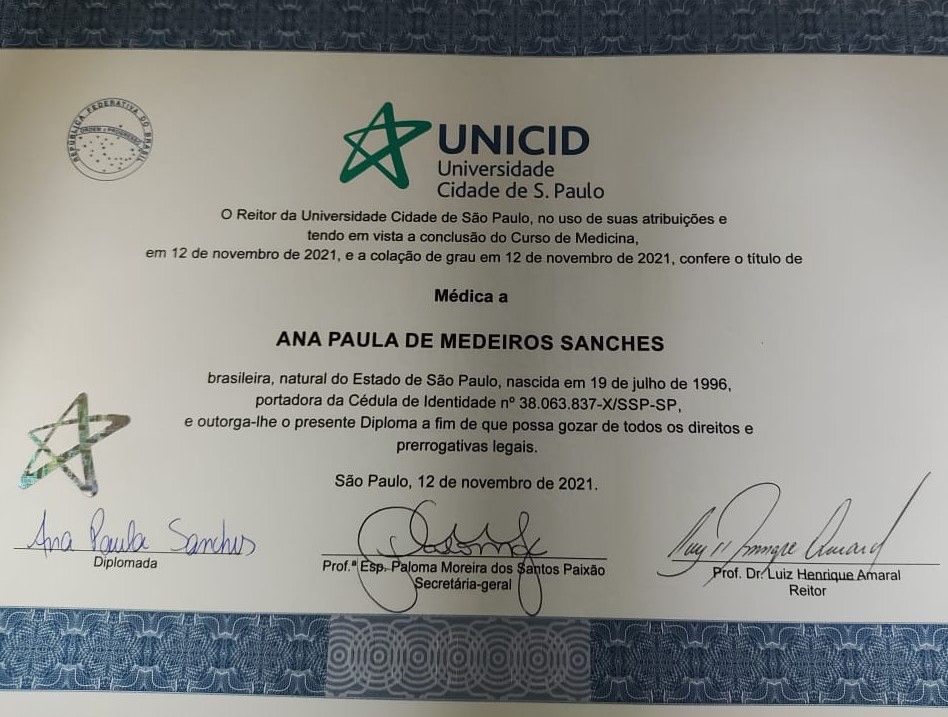 REPÚBLICA FEDERATIVA DO BRASIL
ORDEM E PROGRESSO
UNICID
Universidade
Cidade de S. Paulo
O Reitor da Universidade Cidade de São Paulo, no uso de suas atribuições e
tendo em vista a conclusão do Curso de Medicina,
em 12 de novembro de 2021, e a colação de grau em 12 de novembro de 2021, confere o título de
Médica a
ANA PAULA DE MEDEIROS SANCHES
brasileira, natural do Estado de São Paulo, nascida em 19 de julho de 1996,
portadora da Cédula de Identidade nº 38.063.837-X/SSP-SP,
e outorga-lhe o presente Diploma a fim de que possa gozar de todos os direitos e
prerrogativas legais.
São Paulo, 12 de novembro de 2021.
Ana Paula Sanches
Diplomada
Prof.ª Esp. Paloma Moreira dos Santos Paixão
Secretária-geral
Prof. Dr. Luiz Henrique Amaral
Reitor